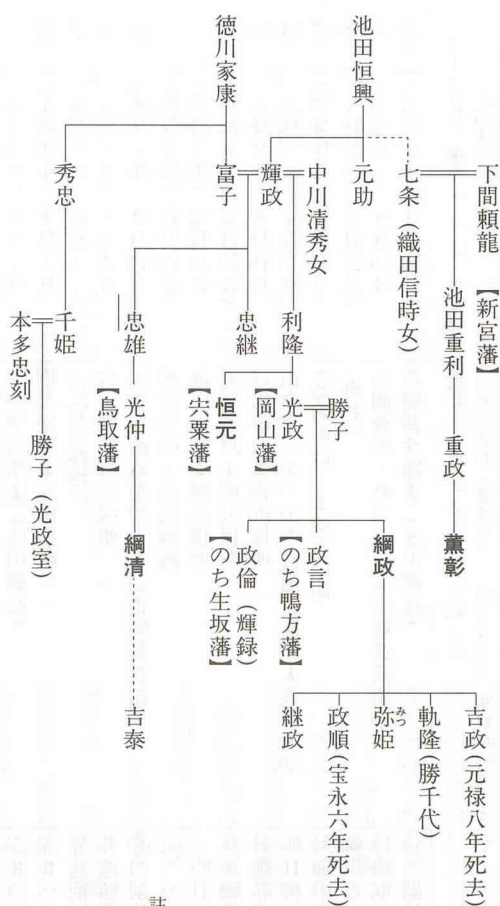 下間頼龍
【新宮藩】
池田重利
重政
薫彰
七条(織田信時女)
池田恒興
元助
輝政
中川清秀女
利隆
光政
【岡山藩】
勝子
恒元
【宍粟藩】
綱政
政言
【のち鴨方藩】
政倫(輝録)
【のち生坂藩】
吉政(元禄八年死去)
軌隆(勝千代)
弥姫
みつ
政順(宝永六年死去)
継政
徳川家康
富子
忠継
忠雄
光仲
【鳥取藩】
綱清
吉泰
秀忠
千姫
本多忠刻
勝子(光政室)